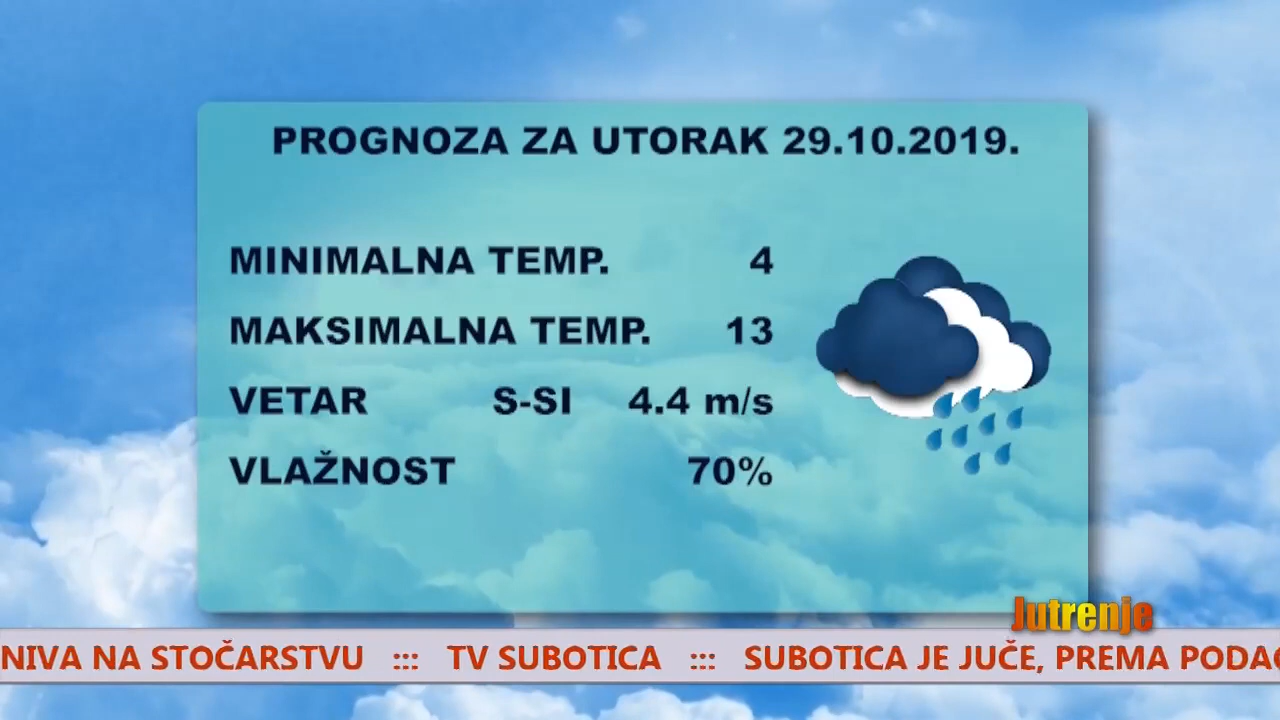 PROGNOZA ZA UTORAK 29.10.2019.
MINIMALNA TEMP. 4
MAKSIMALNA TEMP. 13
VETAR S-SI 4.4 m/s
VLAŽNOST 70%
Jutrenje
NIVA NA STOČARSTVU ::: TV SUBOTICA ::: SUBOTICA JE JUČE, PREMA